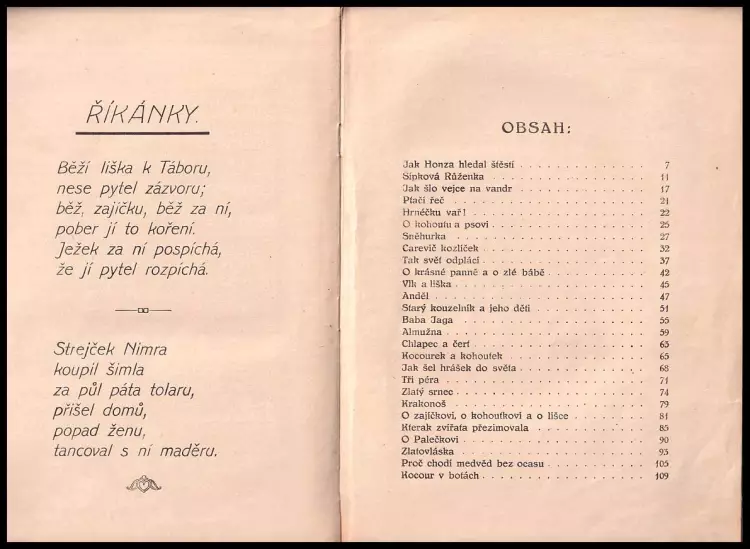 ŘÍKÁNKY.
Běží liška k Táboru,
nese pytel zázvoru;
běž, zajíčku, běž za ní,
pober jí to koření.
Ježek za ní pospíchá,
že jí pytel rozpíchá.
Strejček Nimra
koupil šimla
za půl páta tolaru,
přišel domů,
popad ženu,
tancoval s ní maděru.
OBSAH:
Jak Honza hledal štěstí 7
Šípková Růženka 11
Jak šlo vejce na vandr 17
Ptačí řeč 21
Hrnéčku vař! 22
O kohoutu a psovi 25
Sněhurka 27
Carevič kozlíček 32
Tak svět odplácí 37
O krásné panně a o zlé bábě 42
Vlk a liška 45
Anděl 47
Starý kouzelník a jeho děti 51
Baba Jaga 55
Almužna 59
Chlapec a čert 63
Kocourek a kohoutek 65
Jak šel hrášek do světa 68
Tři péra 71
Zlatý srnec 74
Krakonoš 79
O zajíčkovi, o kohoutkovi a o lišce 81
Kterak zvířata přezimovala 85
O Palečkovi 90
Zlatovláska 93
Proč chodí medvěd bez ocasu 105
Kocour v botách 109